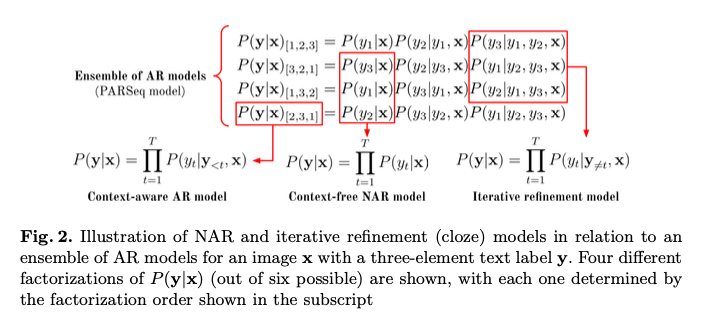 P(y|x)[1,2,3] = P(y₁|x)P(y₂|y₁, x)P(y₃|y₁, y₂, x)
Ensemble of AR models P(y|x)[3,2,1] = P(y₃|x)P(y₂|y₃, x)P(y₁|y₂, y₃, x)
(PARSeq model) P(y|x)[1,3,2] = P(y₁|x)P(y₃|y₁, x)P(y₂|y₁, y₃, x)
P(y|x)[2,3,1] = P(y₂|x)P(y₃|y₂, x)P(y₁|y₂, y₃, x)
P(y|x) = ∏ₜ₌₁ᵀ P(yₜ|y<ₜ, x) P(y|x) = ∏ₜ₌₁ᵀ P(yₜ|x) P(y|x) = ∏ₜ₌₁ᵀ P(yₜ|y≠ₜ, x)
Context-aware AR model Context-free NAR model Iterative refinement model
Fig. 2. Illustration of NAR and iterative refinement (cloze) models in relation to an
ensemble of AR models for an image x with a three-element text label y. Four different
factorizations of P(y|x) (out of six possible) are shown, with each one determined by
the factorization order shown in the subscript